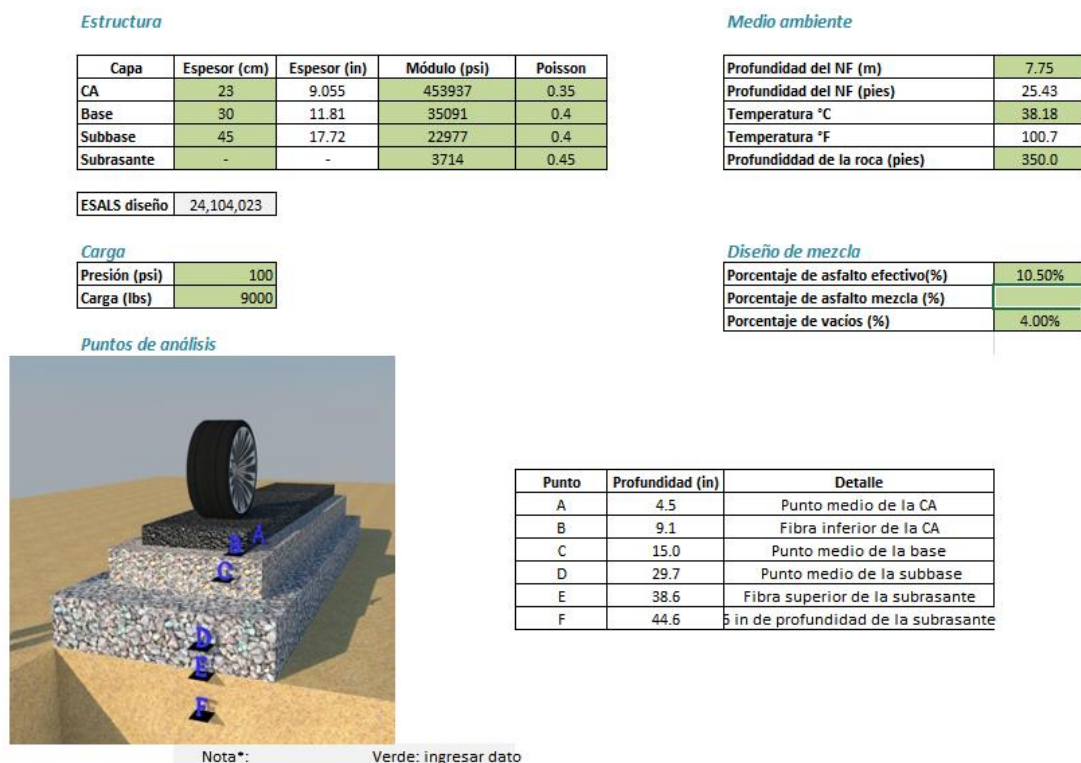 Estructura
Capa Espesor (cm) Espesor (in) Módulo (psi) Poisson
CA 23 9.055 453937 0.35
Base 30 11.81 35091 0.4
Subbase 45 17.72 22977 0.4
Subrasante - - 3714 0.45
ESALS diseño 24,104,023
Carga
Presión (psi) 100
Carga (lbs) 9000
Medio ambiente
Profundidad del NF (m) 7.75
Profundidad del NF (pies) 25.43
Temperatura °C 38.18
Temperatura °F 100.7
Profundiddad de la roca (pies) 350.0
Diseño de mezcla
Porcentaje de asfalto efectivo(%) 10.50%
Porcentaje de asfalto mezcla (%)
Porcentaje de vacíos (%) 4.00%
Puntos de análisis
A
B
C
D
E
F
Punto Profundidad (in) Detalle
A 4.5 Punto medio de la CA
B 9.1 Fibra inferior de la CA
C 15.0 Punto medio de la base
D 29.7 Punto medio de la subbase
E 38.6 Fibra superior de la subrasante
F 44.6 in de profundidad de la subrasante
Nota*: Verde: ingresar dato